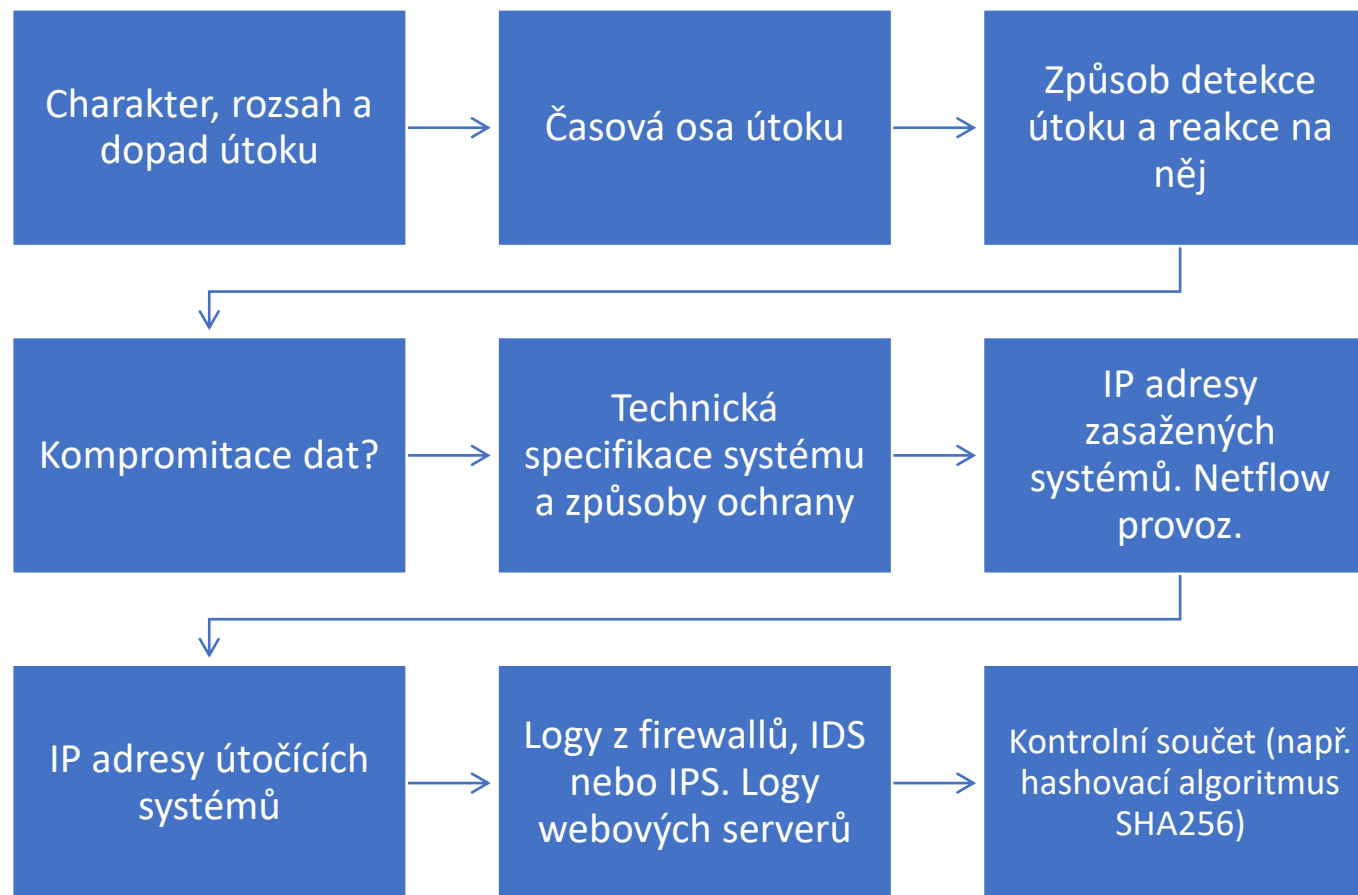 Charakter, rozsah a
dopad útoku
Časová osa útoku
Způsob detekce
útoku a reakce na
něj
Kompromitace dat?
Technická
specifikace systému
a způsoby ochrany
IP adresy
zasažených
systémů. Netflow
provoz.
IP adresy útočících
systémů
Logy z firewallů, IDS
nebo IPS. Logy
webových serverů
Kontrolní součet (např.
hashovací algoritmus
SHA256)